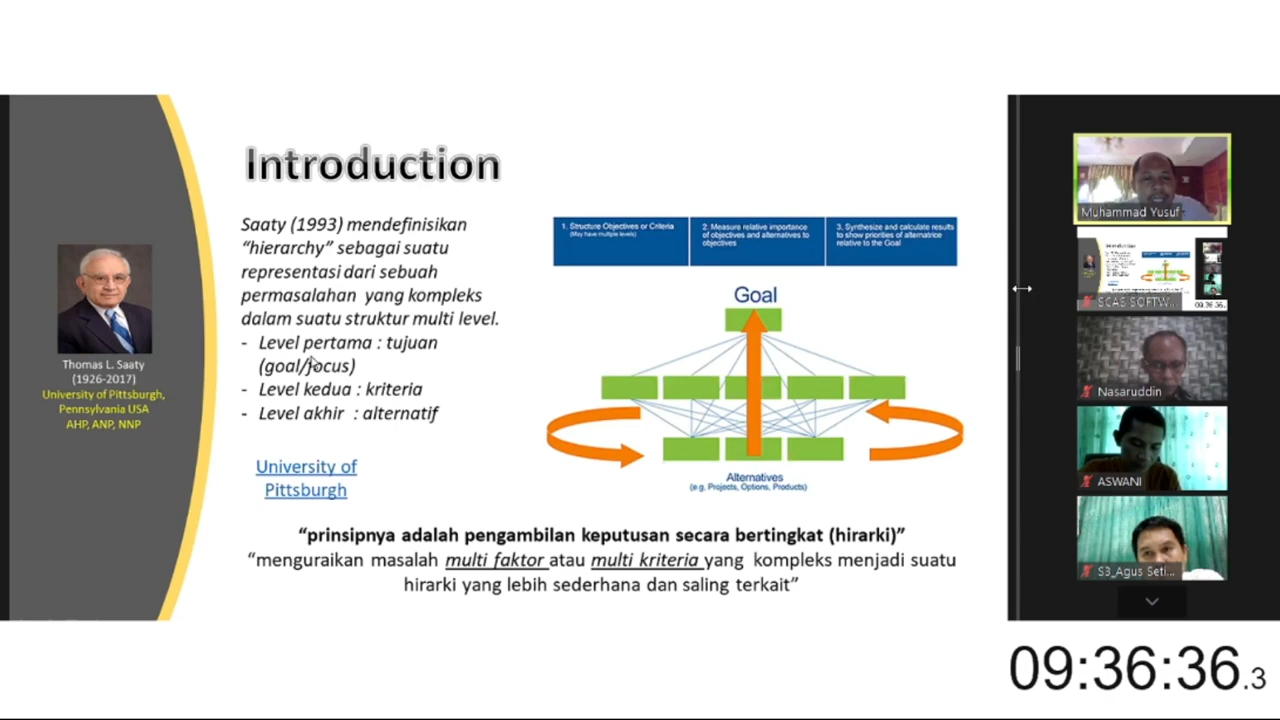 Introduction
Saaty (1993) mendefinisikan
“hierarchy” sebagai suatu
representasi dari sebuah
permasalahan yang kompleks
dalam suatu struktur multi level.
- Level pertama : tujuan
(goal/focus)
- Level kedua : kriteria
- Level akhir : alternatif
University of
Pittsburgh
Thomas L. Saaty
(1926-2017)
University of Pittsburgh,
Pennsylvania USA
AHP, ANP, NNP
1. Structure Objectives or Criteria
(May have multiple levels)
2. Measure relative importance
of objectives and alternatives to
objectives
3. Synthesize and calculate results
to show priorities of alternatrice
relative to the Goal
Goal
Alternatives
(e.g. Projects, Options, Products)
“prinsipnya adalah pengambilan keputusan secara bertingkat (hirarki)”
“menguraikan masalah multi faktor atau multi kriteria yang kompleks menjadi suatu
hirarki yang lebih sederhana dan saling terkait”
Muhammad Yusuf
SCAS SOFTW...
Nasaruddin
ASWANI
S3_Agus Seti...
09:36:36.3